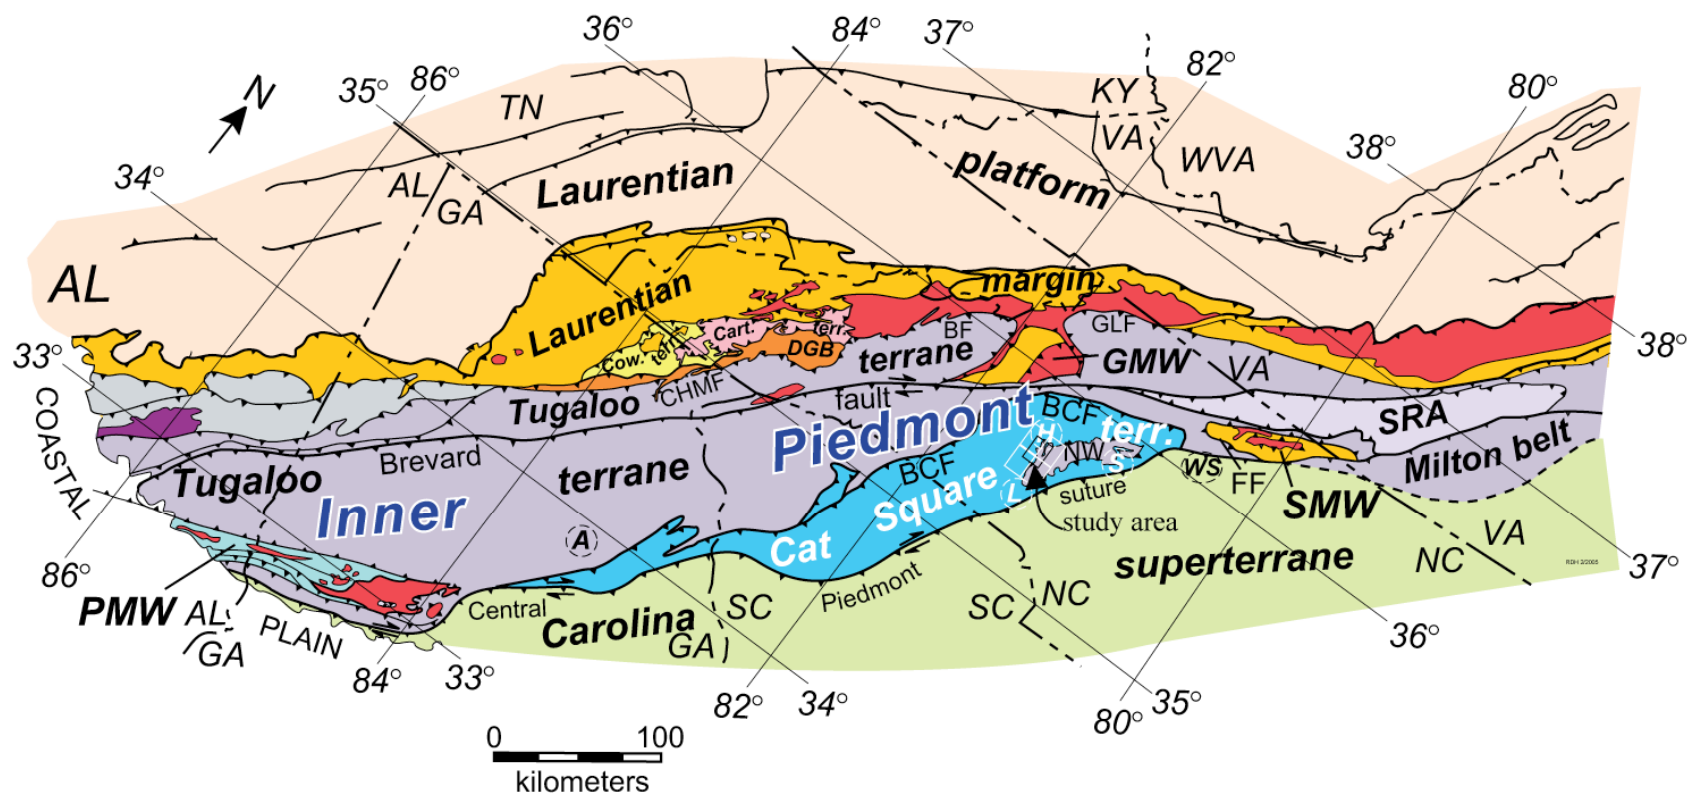 36°
84°
37°
82°
80°
N
35°
86°
TN
KY
VA
WVA
38°
34°
AL
GA
Laurentian
platform
AL
Laurentian
margin
33°
Cow.
terr.
Cart.
terr.
DGB
BF
GLF
terrane
GMW
VA
38°
CHMF
Tugaloo
fault
Piedmont
BCF
terr.
SRA
COASTAL
Tugaloo
Brevard
terrane
BCF
H
NW
S
WS
FF
Milton belt
Inner
Square
L
suture
study area
SMW
A
Cat
superterrane
VA
NC
RDH 2/2005
37°
86°
PMW
AL
GA
PLAIN
Central
Carolina
GA
SC
Piedmont
SC
NC
36°
84°
33°
82°
34°
80°
35°
0 100
kilometers